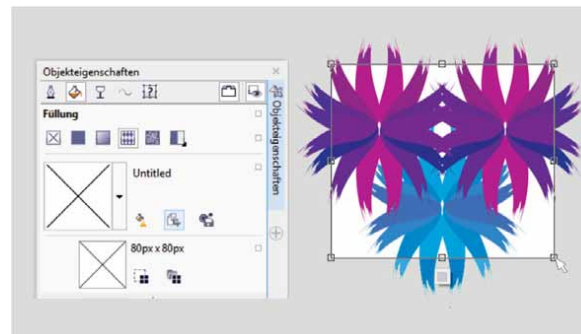 Objekteigenschaften
Füllung
Untitled
80px x 80px
Objekteigenschaften